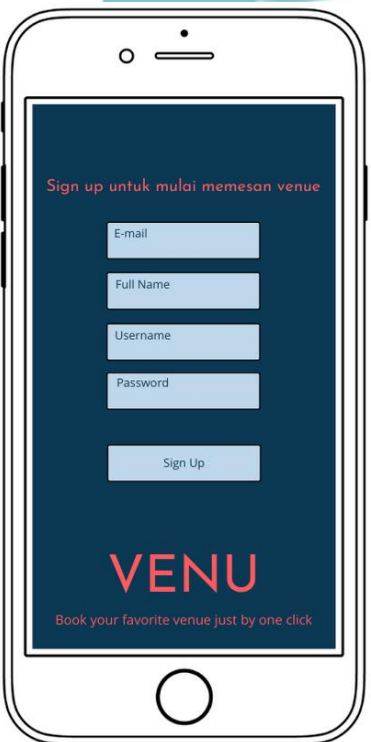 Sign up untuk mulai memesan venue
E-mail
Full Name
Username
Password
Sign Up
VENU
Book your favorite venue just by one click